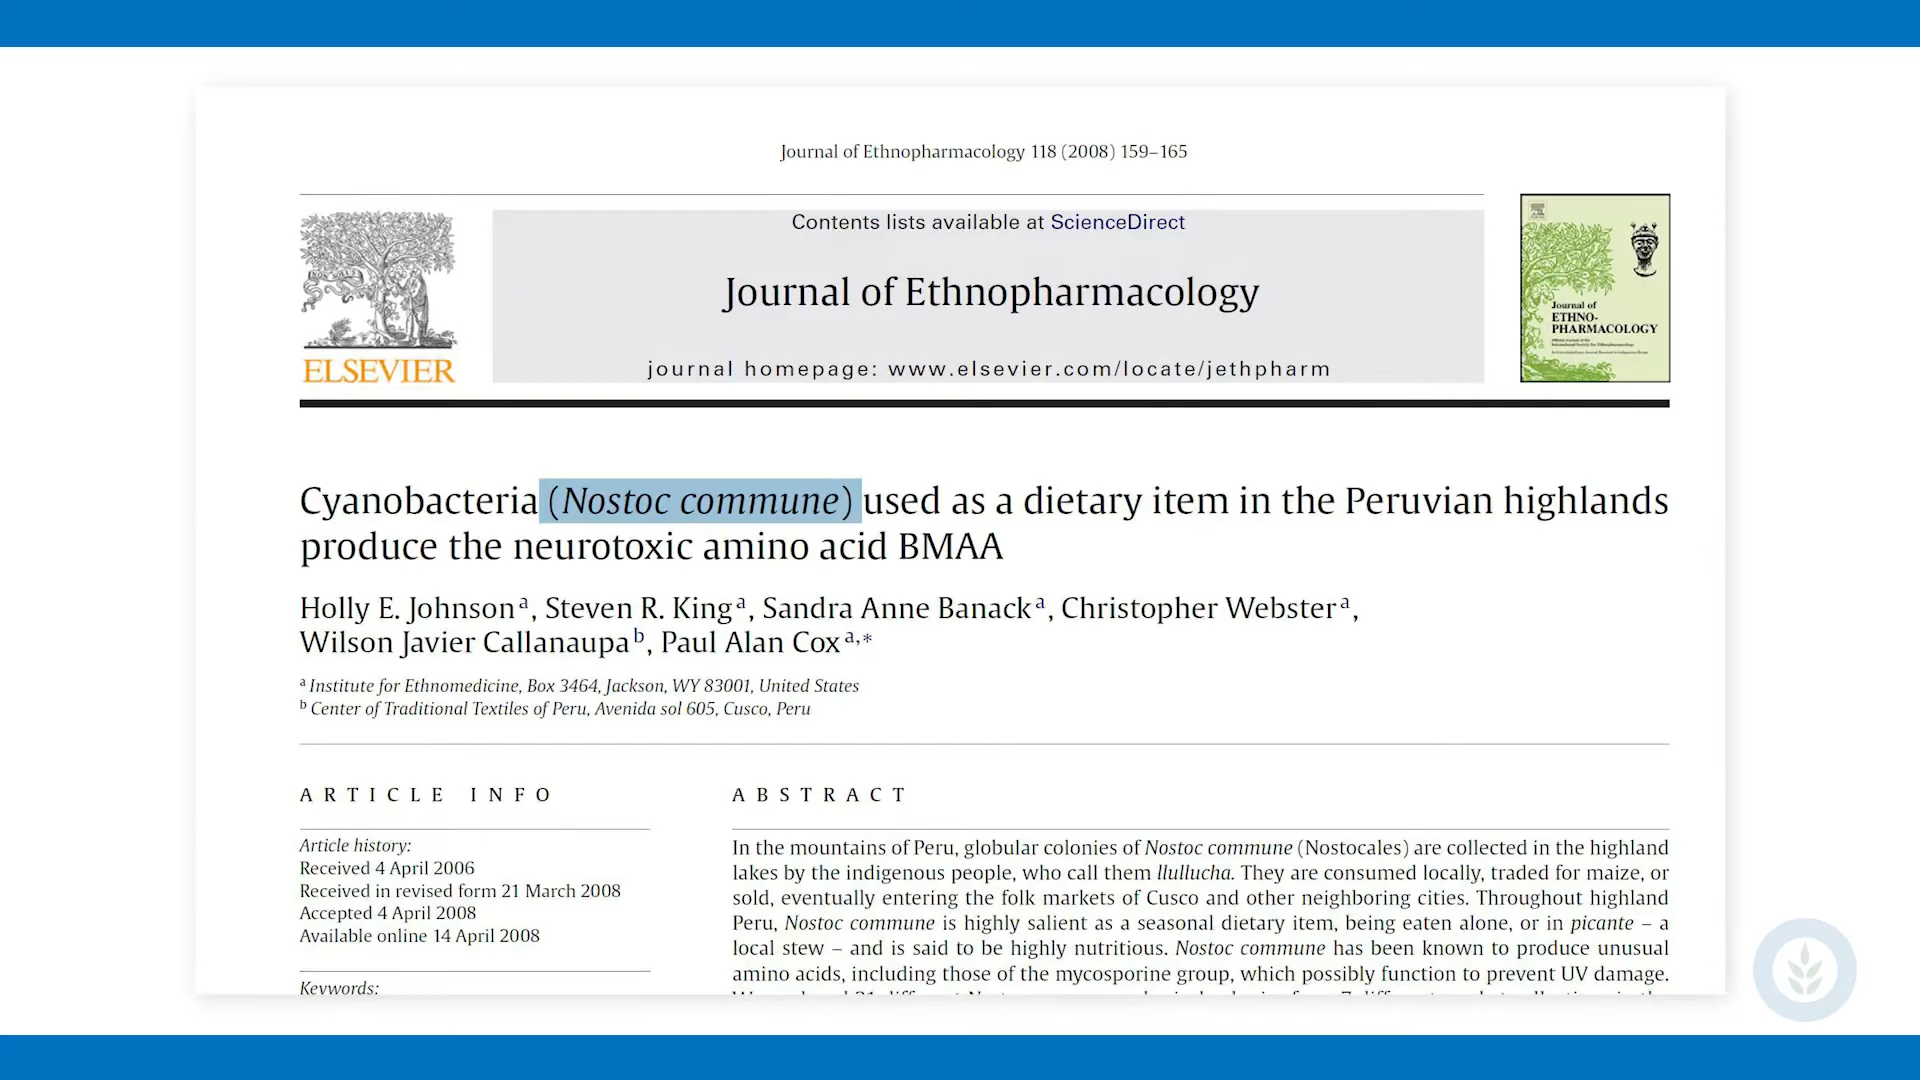 Journal of Ethnopharmacology 118 (2008) 159–165
Contents lists available at ScienceDirect
Journal of Ethnopharmacology
journal homepage: www.elsevier.com/locate/jethpharm
ELSEVIER
Journal of
ETHNO-
PHARMACOLOGY
Cyanobacteria (Nostoc commune) used as a dietary item in the Peruvian highlands
produce the neurotoxic amino acid BMAA
Holly E. Johnson a, Steven R. King a, Sandra Anne Banack a, Christopher Webster a,
Wilson Javier Callanaupa b, Paul Alan Cox a,*
a Institute for Ethnomedicine, Box 3464, Jackson, WY 83001, United States
b Center of Traditional Textiles of Peru, Avenida sol 605, Cusco, Peru
ARTICLE INFO
Article history:
Received 4 April 2006
Received in revised form 21 March 2008
Accepted 4 April 2008
Available online 14 April 2008
Keywords:
ABSTRACT
In the mountains of Peru, globular colonies of Nostoc commune (Nostocales) are collected in the highland
lakes by the indigenous people, who call them llullucha. They are consumed locally, traded for maize, or
sold, eventually entering the folk markets of Cusco and other neighboring cities. Throughout highland
Peru, Nostoc commune is highly salient as a seasonal dietary item, being eaten alone, or in picante – a
local stew – and is said to be highly nutritious. Nostoc commune has been known to produce unusual
amino acids, including those of the mycosporine group, which possibly function to prevent UV damage.